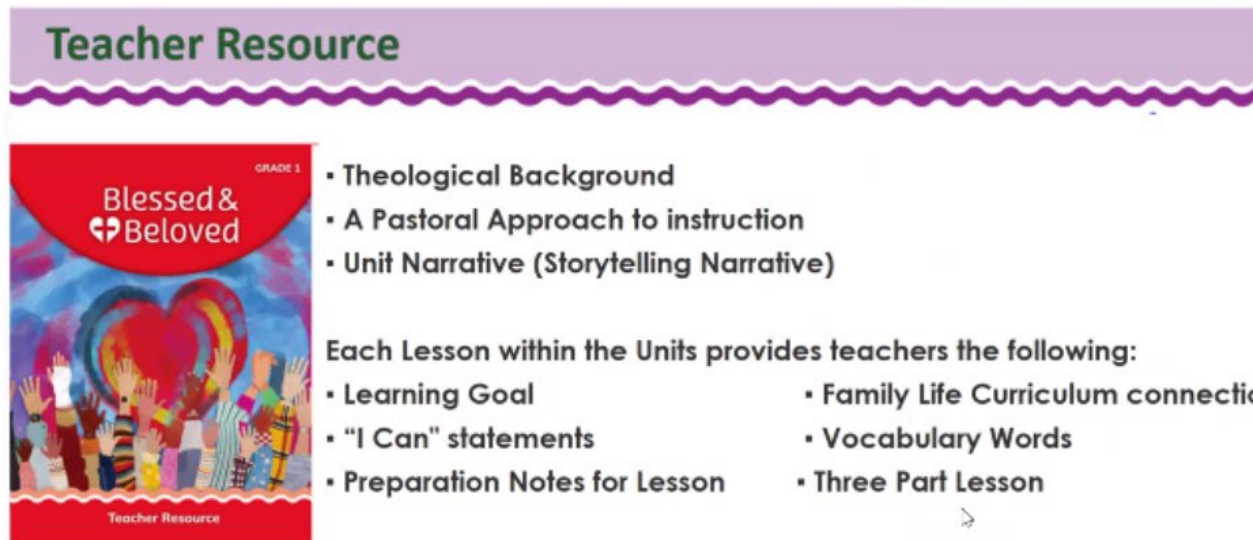 Teacher Resource
GRADE 1
Blessed &
Beloved
Teacher Resource
▪ Theological Background
▪ A Pastoral Approach to instruction
▪ Unit Narrative (Storytelling Narrative)
Each Lesson within the Units provides teachers the following:
▪ Learning Goal
▪ "I Can" statements
▪ Preparation Notes for Lesson
▪ Family Life Curriculum connectio
▪ Vocabulary Words
▪ Three Part Lesson